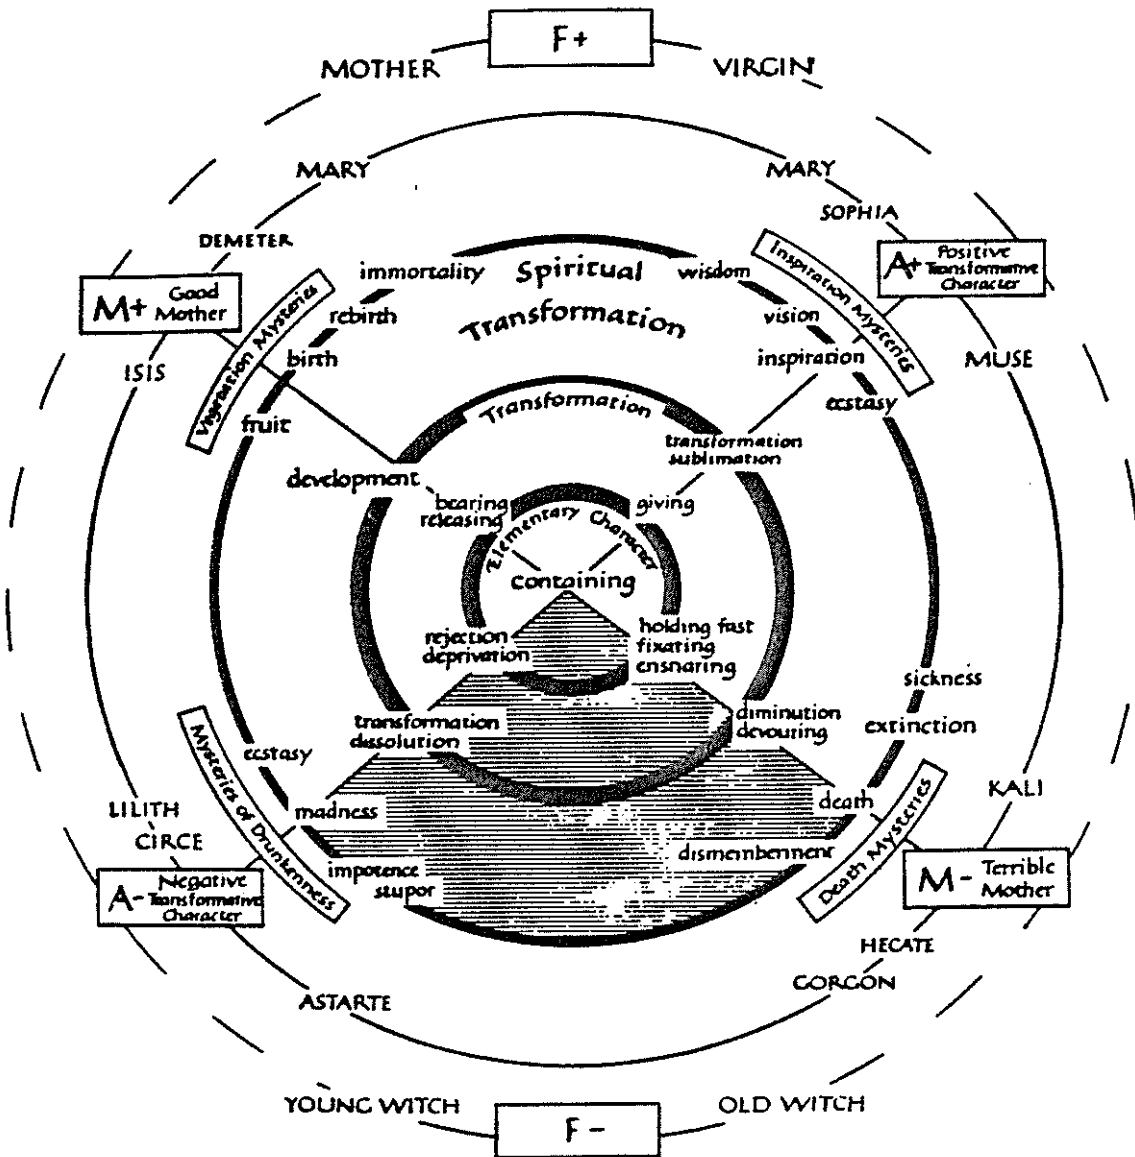 F+
MOTHER
VIRGIN
MARY
MARY
SOPHIA
DEMETER
Inspiration Mysteries
A+ Positive
Transformative
Character
immortality
Spiritual
wisdom
M+ Good
Mother
Vegetation Mysteries
rebirth
Transformation
vision
birth
inspiration
ISIS
MUSE
fruit
Transformation
ecstasy
transformation
sublimation
development
bearing
releasing
giving
Elementary Character
Containing
rejection
deprivation
holding fast
fixating
ensnaring
sickness
transformation
dissolution
diminution
devouring
extinction
Mysteries of Drunkenness
ecstasy
KALI
LILITH
madness
death
CIRCE
dismemberment
Death Mysteries
A- Negative
Transformative
Character
impotence
stupor
M- Terrible
Mother
HECATE
GORGON
ASTARTE
YOUNG WITCH
OLD WITCH
F-